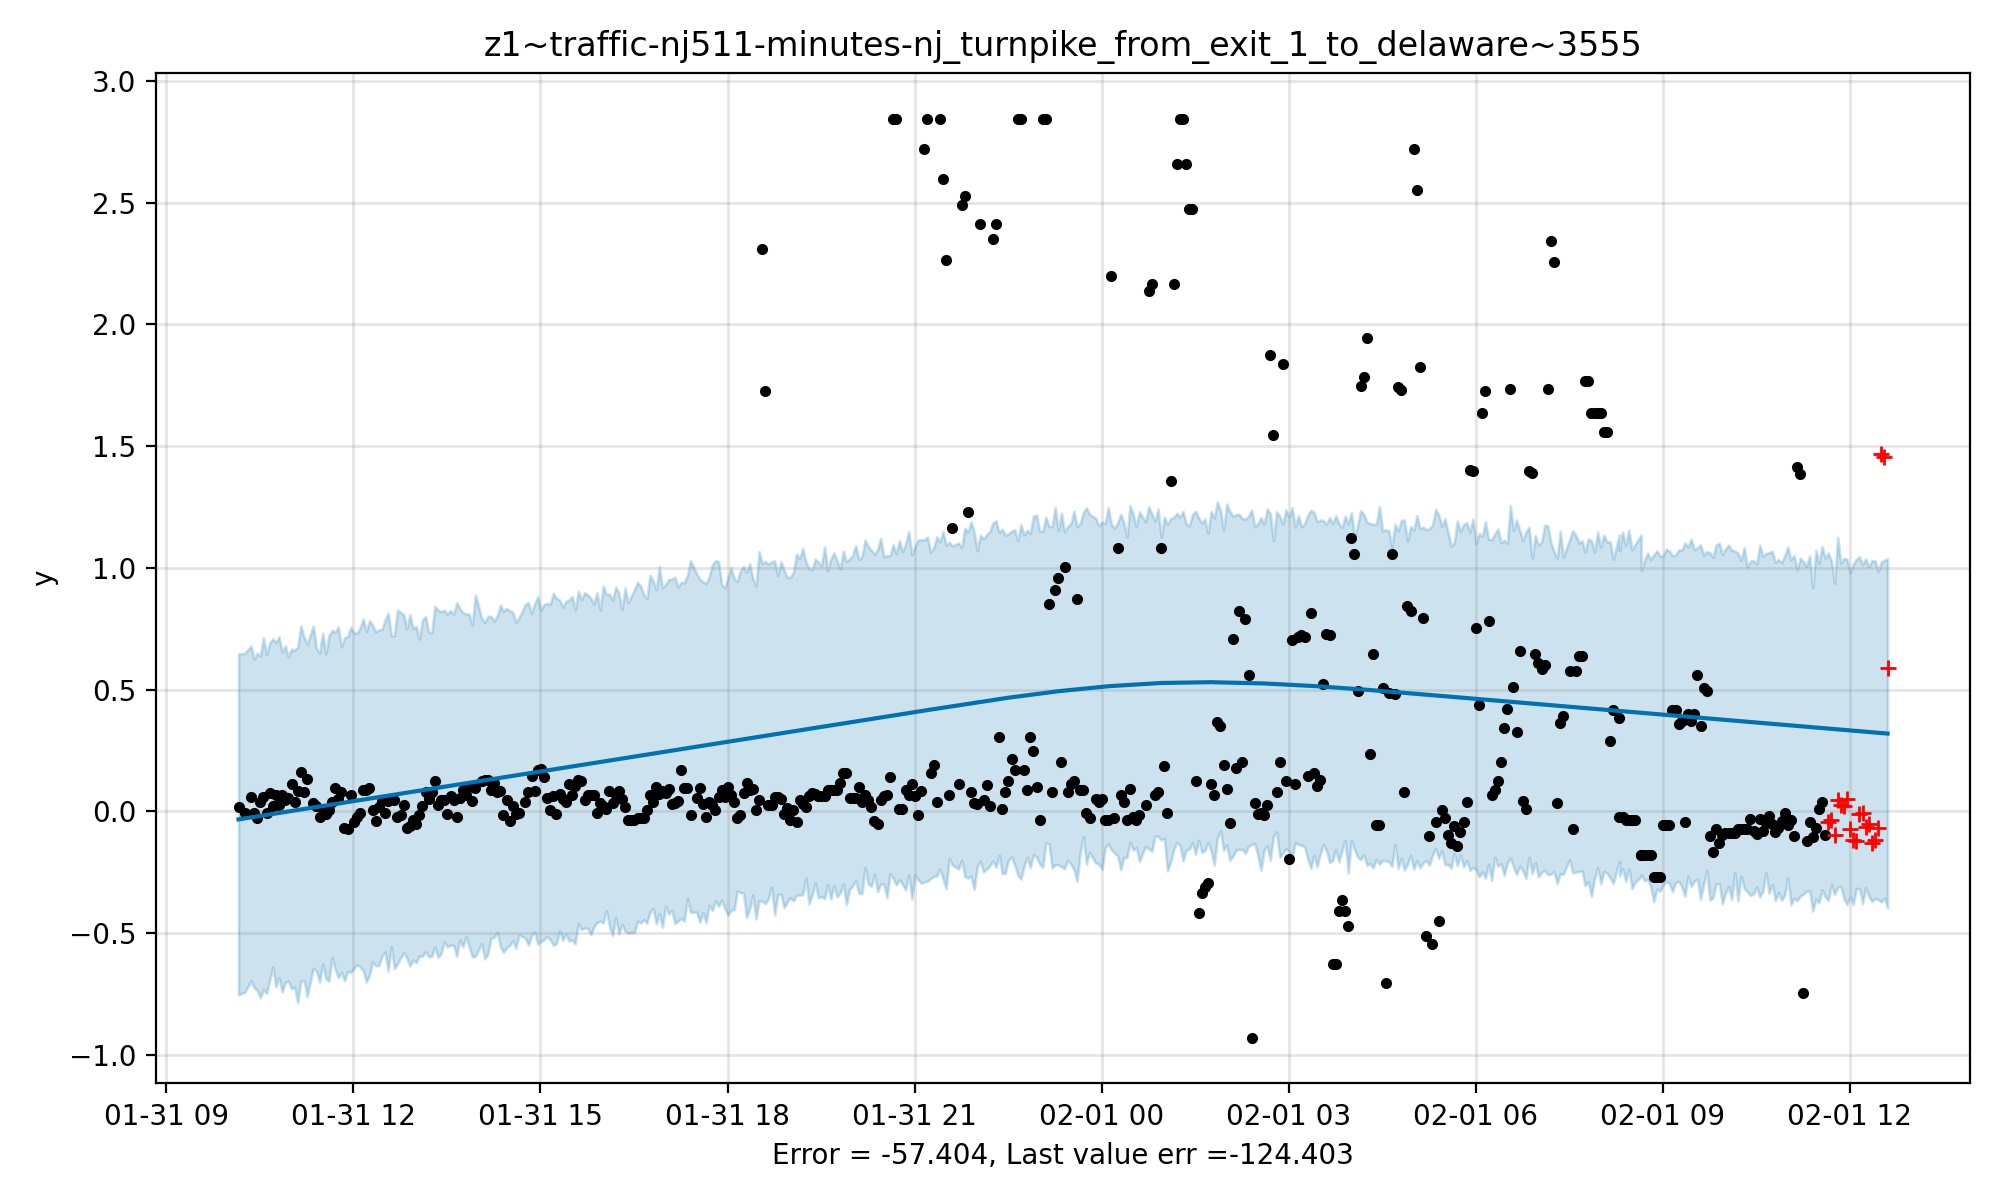 z1~traffic-nj511-minutes-nj_turnpike_from_exit_1_to_delaware~3555
3.0
2.5
2.0
1.5
1.0
0.5
0.0
−0.5
−1.0
y
01-31 09 01-31 12 01-31 15 01-31 18 01-31 21 02-01 00 02-01 03 02-01 06 02-01 09 02-01 12
Error = -57.404, Last value err =-124.403